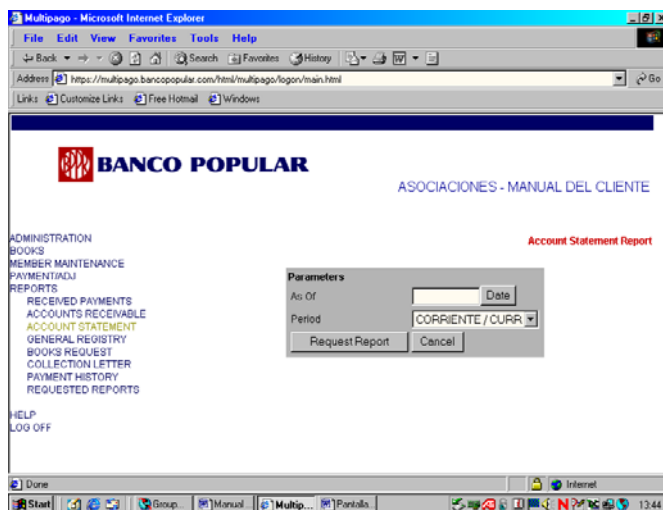 Multipago - Microsoft Internet Explorer
File Edit View Favorites Tools Help
Back Search Favorites History
Address https://multipago.bancopopular.com/html/multipago/logon/main.html Go
Links Customize Links Free Hotmail Windows
BANCO POPULAR
ASOCIACIONES - MANUAL DEL CLIENTE
ADMINISTRATION
BOOKS
MEMBER MAINTENANCE
PAYMENT/ADJ
REPORTS
RECEIVED PAYMENTS
ACCOUNTS RECEIVABLE
ACCOUNT STATEMENT
GENERAL REGISTRY
BOOKS REQUEST
COLLECTION LETTER
PAYMENT HISTORY
REQUESTED REPORTS
HELP
LOG OFF
Account Statement Report
Parameters
As Of Date
Period CORRIENTE / CURR
Request Report Cancel
Done Internet
Start Group... Manual... Multip... Pantalla... 13:44